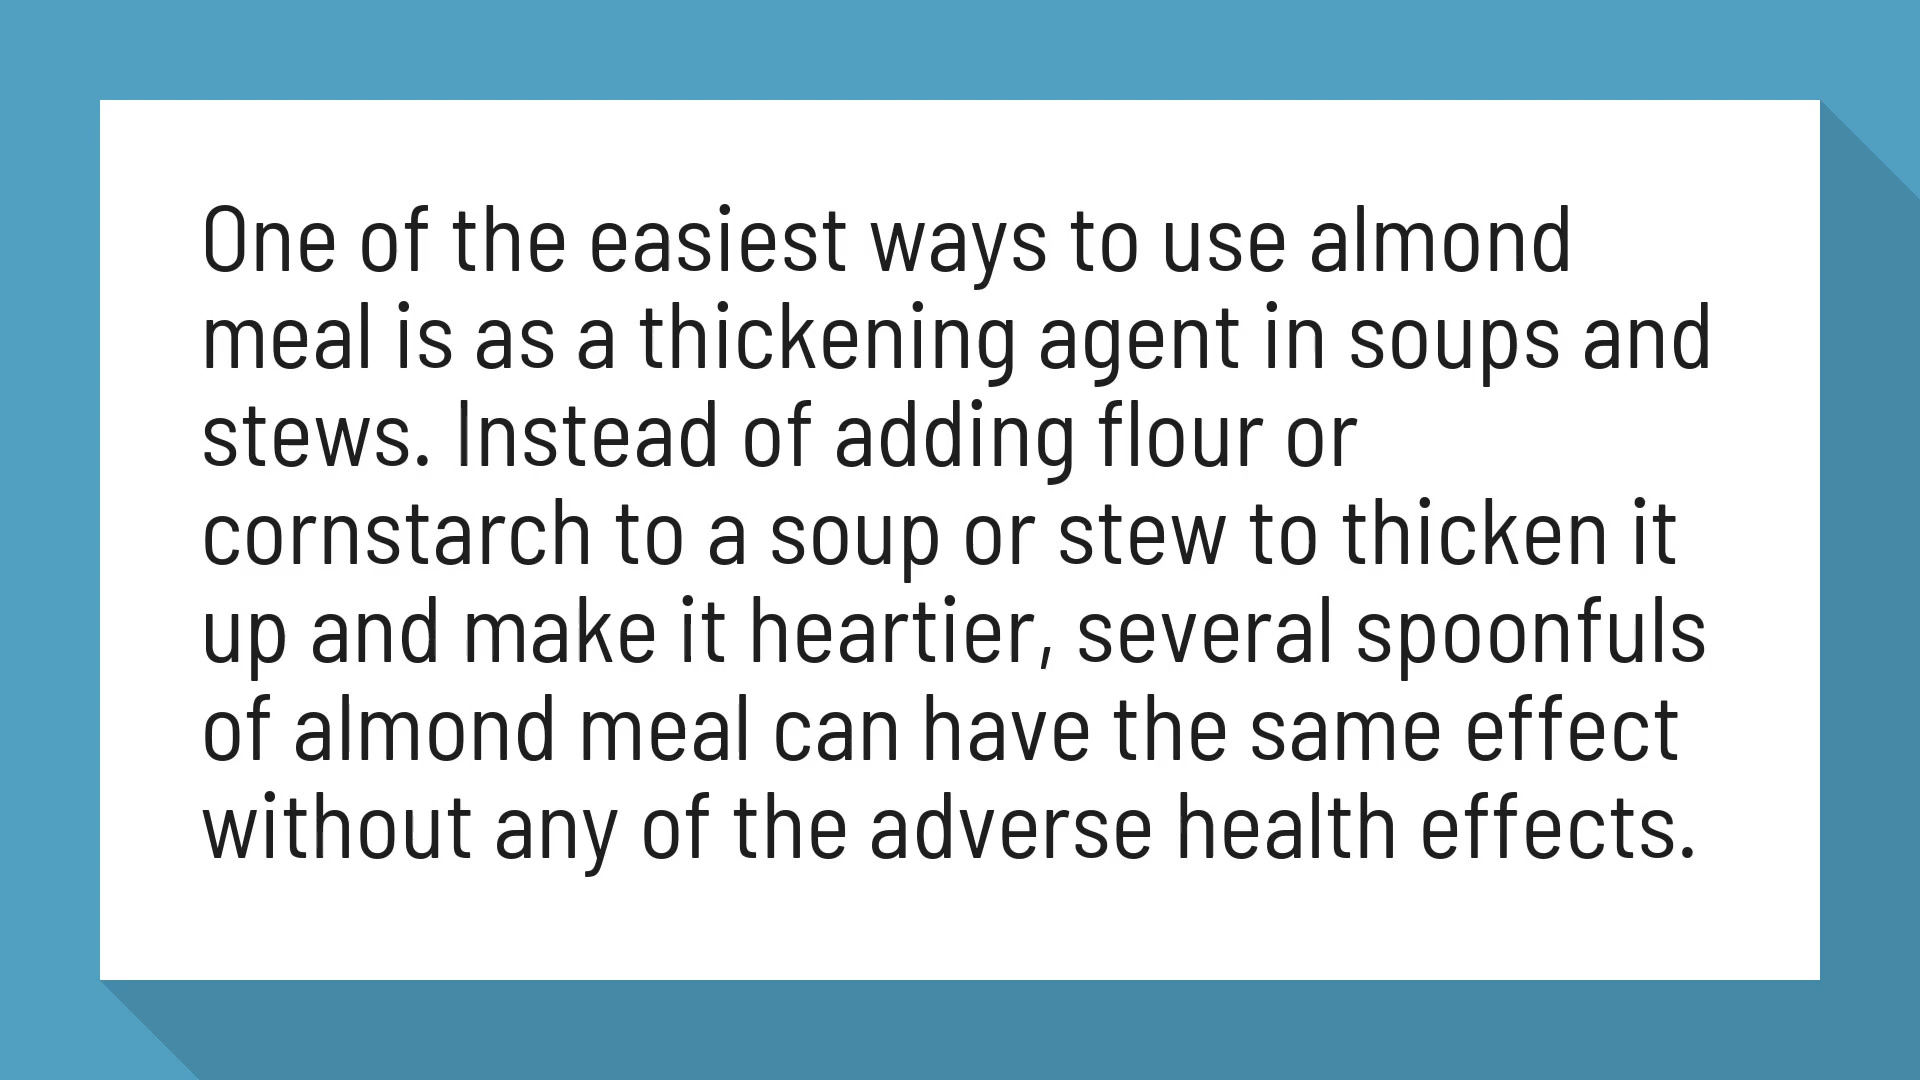 One of the easiest ways to use almond
meal is as a thickening agent in soups and
stews. Instead of adding flour or
cornstarch to a soup or stew to thicken it
up and make it heartier, several spoonfuls
of almond meal can have the same effect
without any of the adverse health effects.